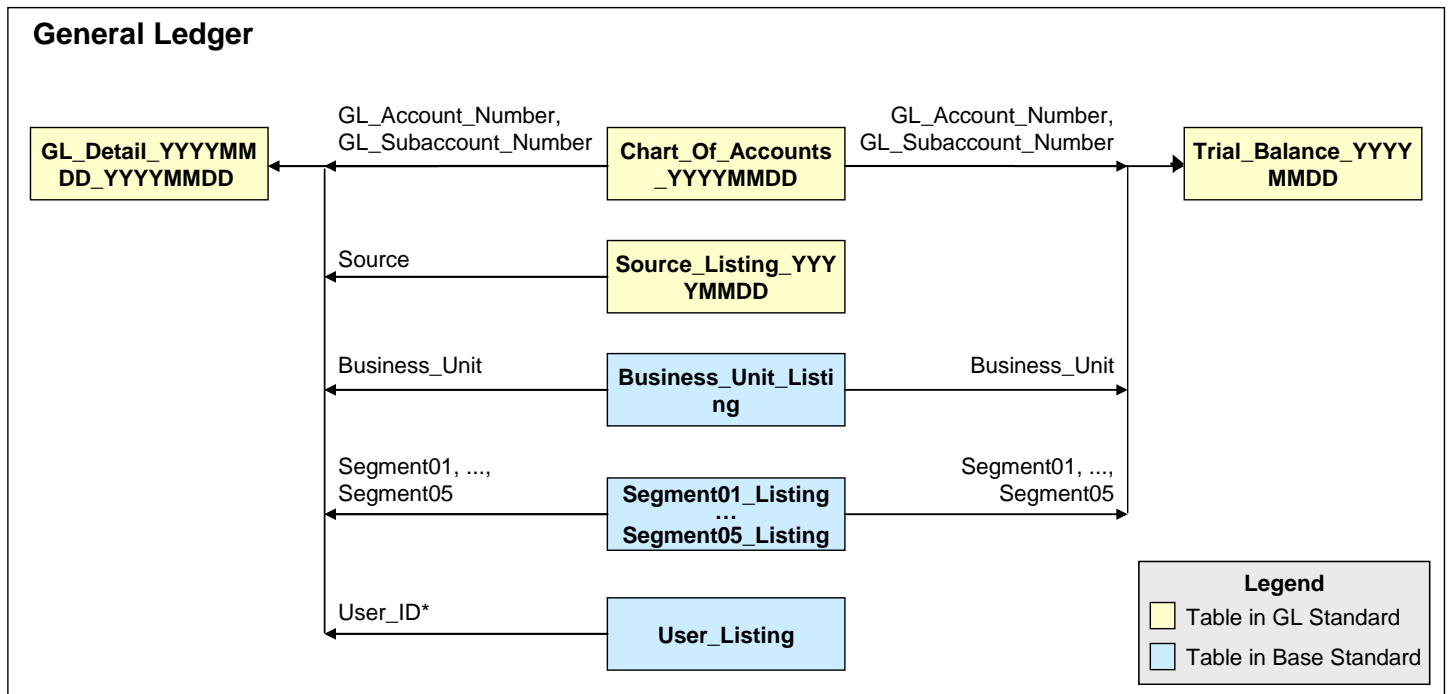 General Ledger
GL_Account_Number,
GL_Subaccount_Number
GL_Account_Number,
GL_Subaccount_Number
GL_Detail_YYYYMM
DD_YYYYMMDD
Chart_Of_Accounts
_YYYYMMDD
Trial_Balance_YYYY
MMDD
Source
Source_Listing_YYY
YMMDD
Business_Unit
Business_Unit_Listi
ng
Business_Unit
Segment01, ...,
Segment05
Segment01_Listing
...
Segment05_Listing
Segment01, ...,
Segment05
User_ID*
User_Listing
Legend
Table in GL Standard
Table in Base Standard